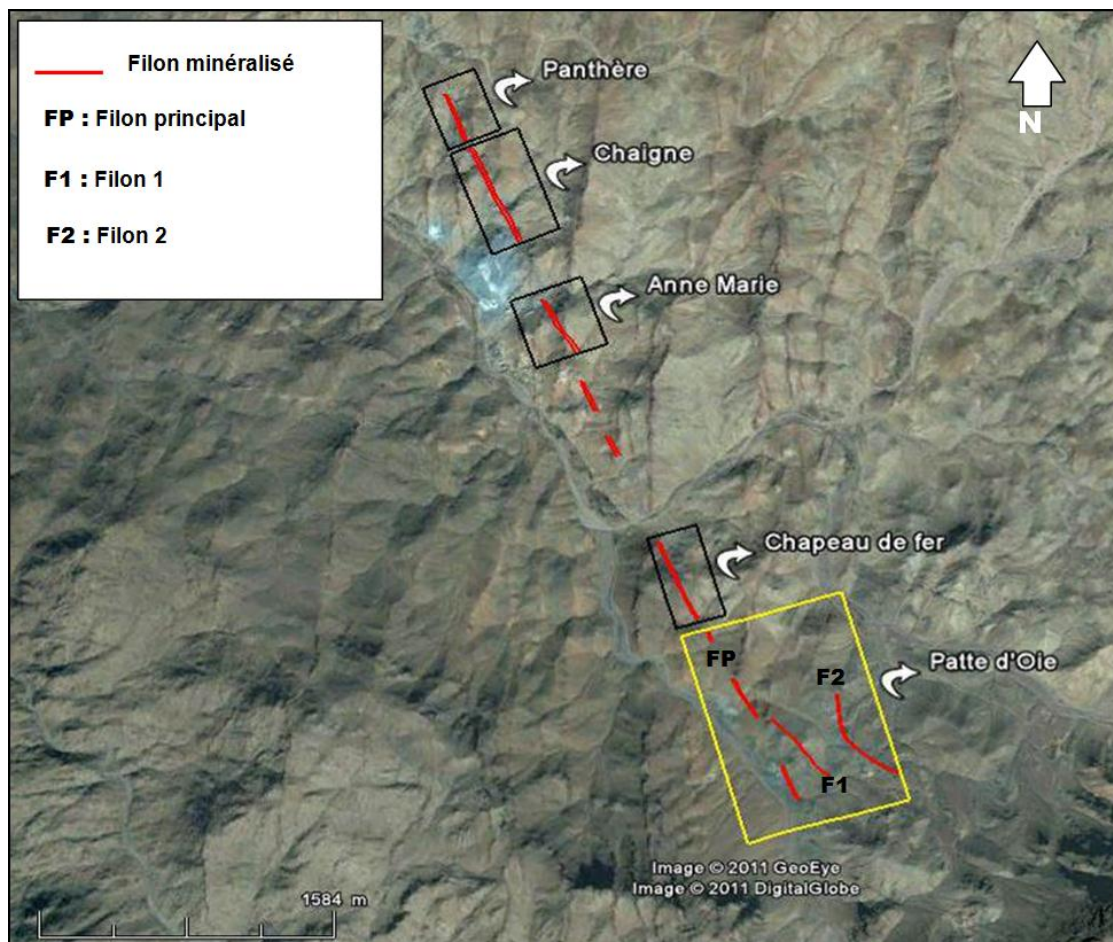 Filon minéralisé
FP : Filon principal
F1 : Filon 1
F2 : Filon 2
N
Panthère
Chaigne
Anne Marie
Chapeau de fer
Patte d'Oie
FP
F2
F1
Image © 2011 GeoEye
Image © 2011 DigitalGlobe
1584 m